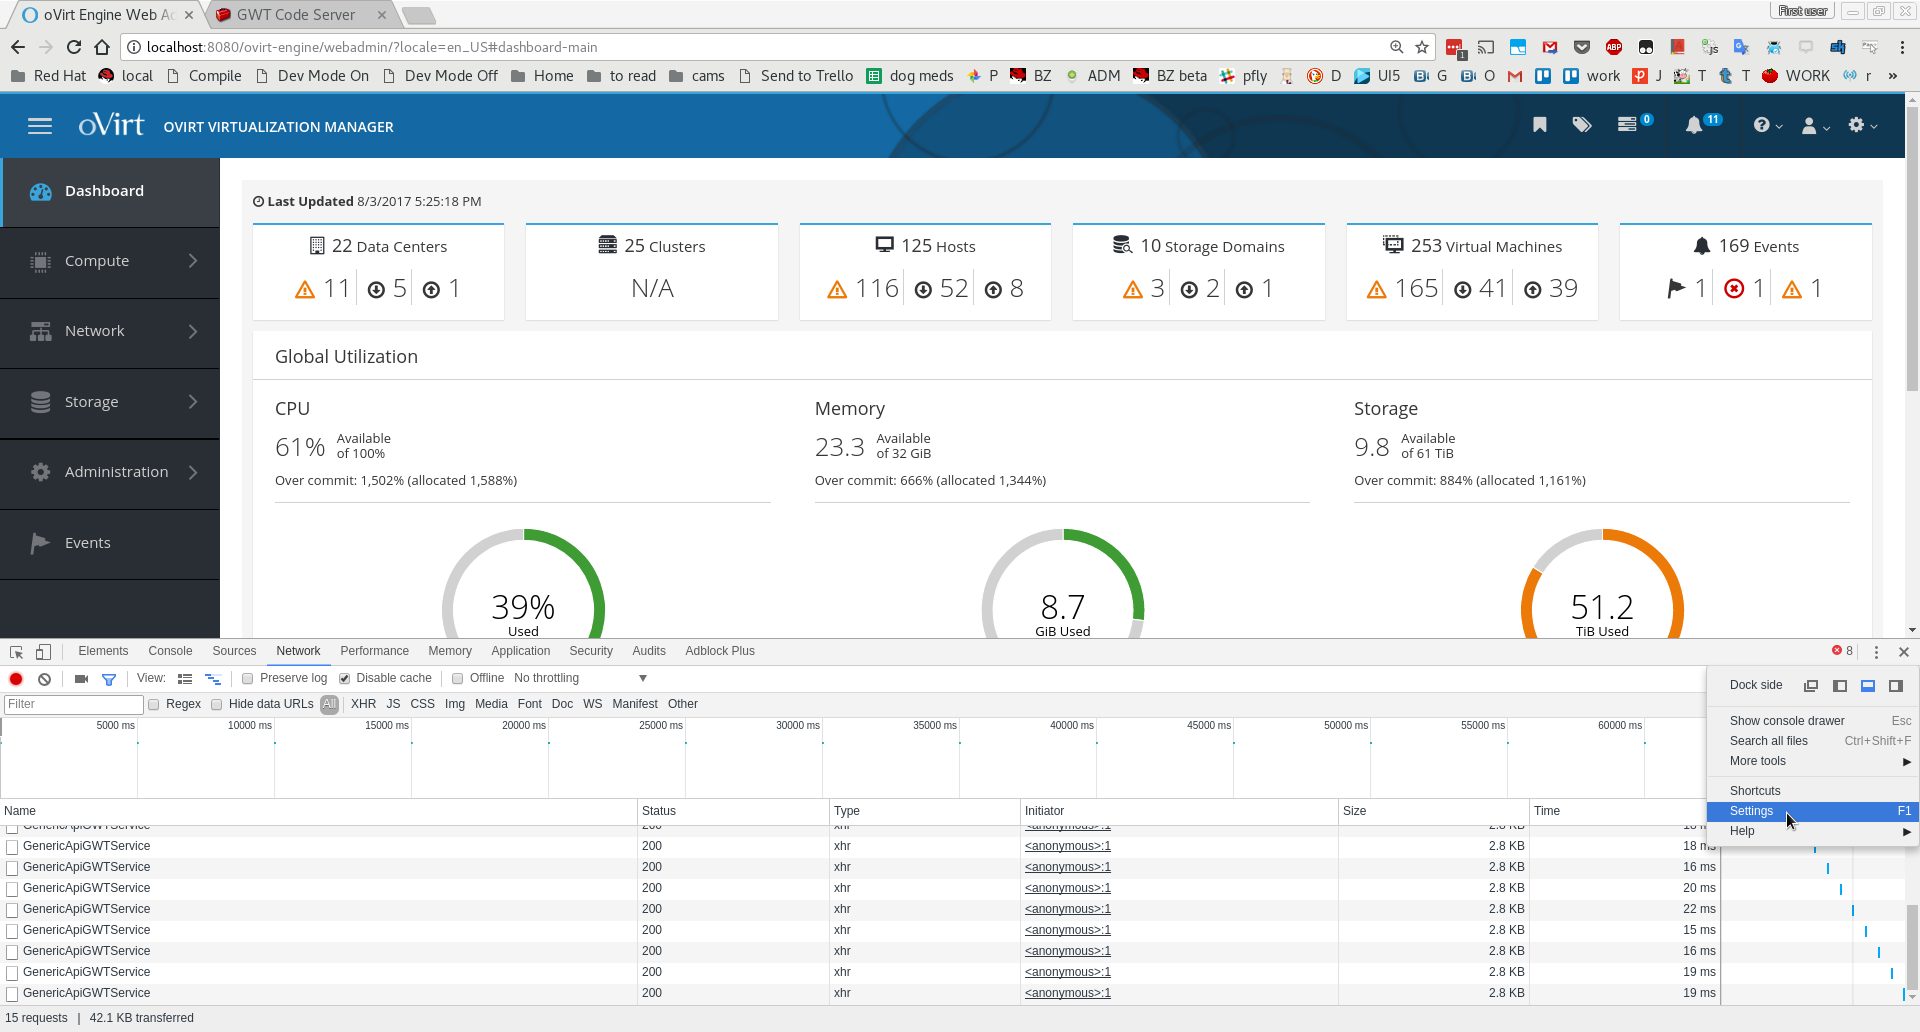 oVirt Engine Web Ad
GWT Code Server
First user
localhost:8080/ovirt-engine/webadmin/?locale=en_US#dashboard-main
1
ABP
Red Hat local Compile Dev Mode On Dev Mode Off Home to read cams Send to Trello dog meds P BZ ADM BZ beta pfly D UI5 G O work J T T WORK r »
oVirt OVIRT VIRTUALIZATION MANAGER
0
11
Dashboard
Compute
Network
Storage
Administration
Events
Last Updated 8/3/2017 5:25:18 PM
22 Data Centers
11 5 1
25 Clusters
N/A
125 Hosts
116 52 8
10 Storage Domains
3 2 1
253 Virtual Machines
165 41 39
169 Events
1 1 1
Global Utilization
CPU
61% Available
of 100%
Over commit: 1,502% (allocated 1,588%)
39%
Used
Memory
23.3 Available
of 32 GiB
Over commit: 666% (allocated 1,344%)
8.7
GiB Used
Storage
9.8 Available
of 61 TiB
Over commit: 884% (allocated 1,161%)
51.2
TiB Used
Elements Console Sources Network Performance Memory Application Security Audits Adblock Plus
8
View: Preserve log Disable cache Offline No throttling
Filter Regex Hide data URLs All XHR JS CSS Img Media Font Doc WS Manifest Other
5000 ms 10000 ms 15000 ms 20000 ms 25000 ms 30000 ms 35000 ms 40000 ms 45000 ms 50000 ms 55000 ms 60000 ms
Dock side
Show console drawer Esc
Search all files Ctrl+Shift+F
More tools
Shortcuts
Settings F1
Help
Name Status Type Initiator Size Time
GenericApiGWTService 200 xhr <anonymous>:1 2.8 KB 18 ms
GenericApiGWTService 200 xhr <anonymous>:1 2.8 KB 18 ms
GenericApiGWTService 200 xhr <anonymous>:1 2.8 KB 16 ms
GenericApiGWTService 200 xhr <anonymous>:1 2.8 KB 20 ms
GenericApiGWTService 200 xhr <anonymous>:1 2.8 KB 22 ms
GenericApiGWTService 200 xhr <anonymous>:1 2.8 KB 15 ms
GenericApiGWTService 200 xhr <anonymous>:1 2.8 KB 16 ms
GenericApiGWTService 200 xhr <anonymous>:1 2.8 KB 19 ms
GenericApiGWTService 200 xhr <anonymous>:1 2.8 KB 19 ms
15 requests | 42.1 KB transferred